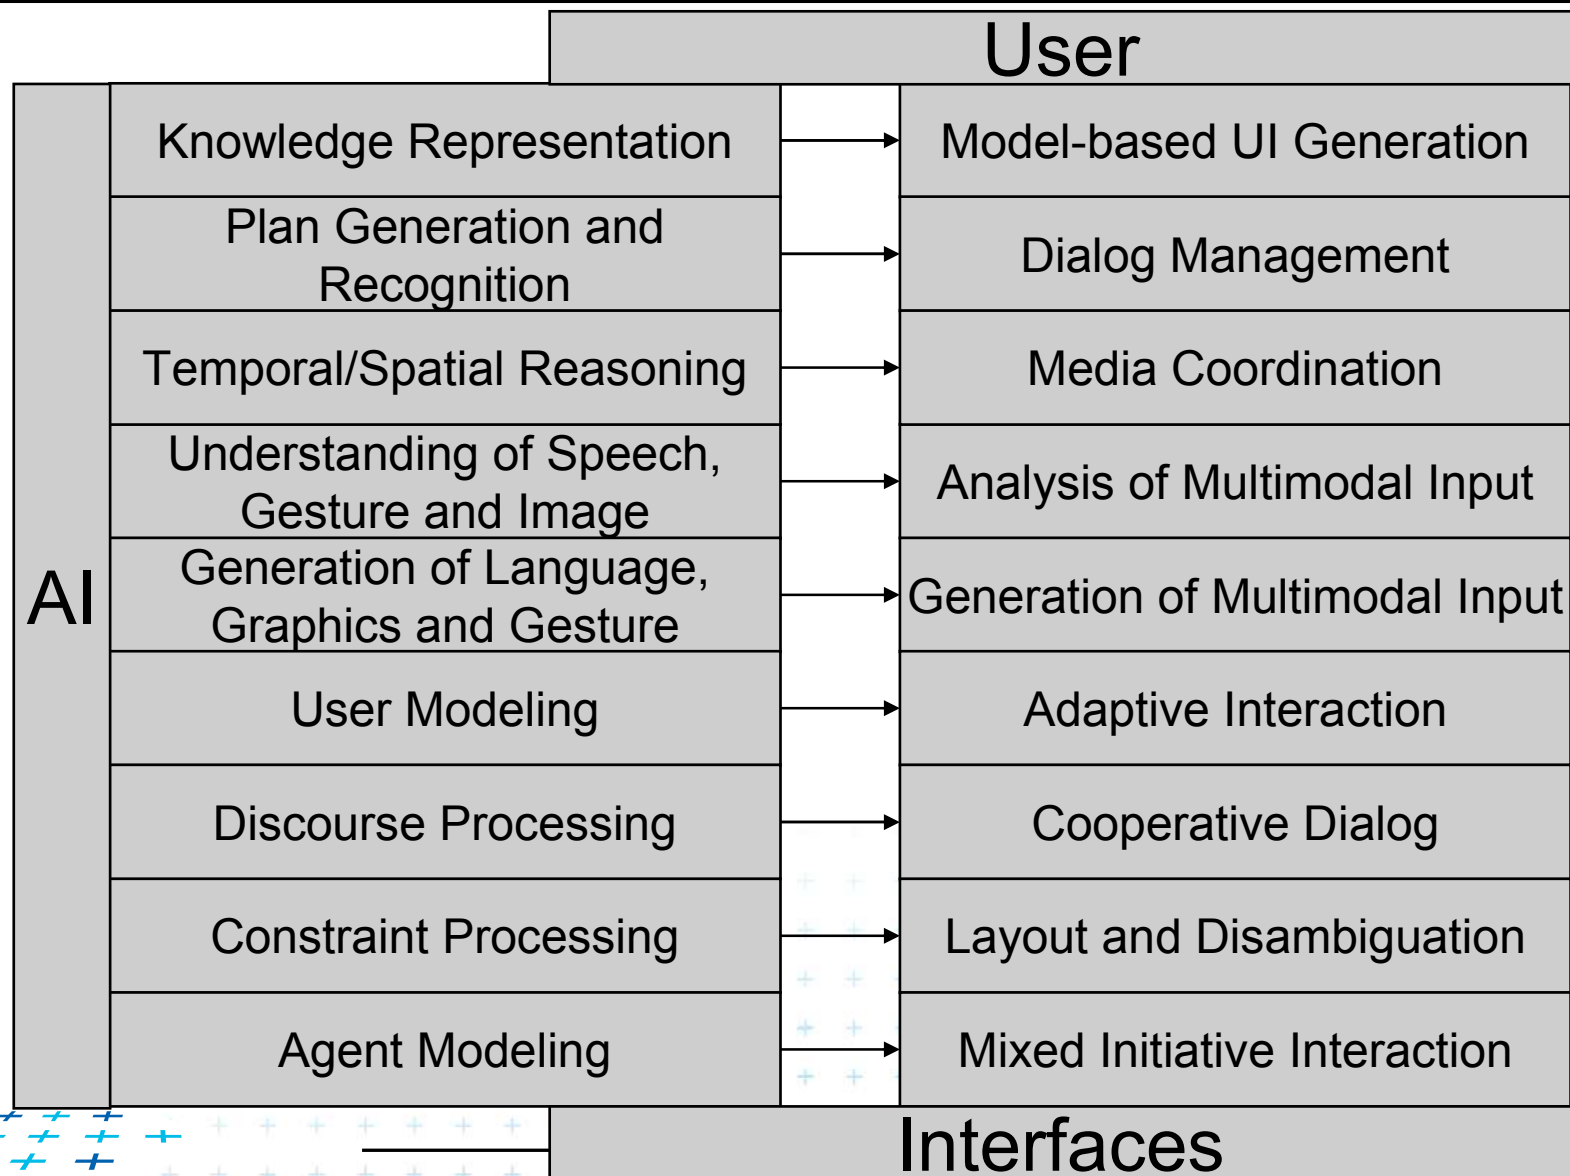 User
AI
Knowledge Representation
Model-based UI Generation
Plan Generation and
Recognition
Dialog Management
Temporal/Spatial Reasoning
Media Coordination
Understanding of Speech,
Gesture and Image
Analysis of Multimodal Input
Generation of Language,
Graphics and Gesture
Generation of Multimodal Input
User Modeling
Adaptive Interaction
Discourse Processing
Cooperative Dialog
Constraint Processing
Layout and Disambiguation
Agent Modeling
Mixed Initiative Interaction
Interfaces